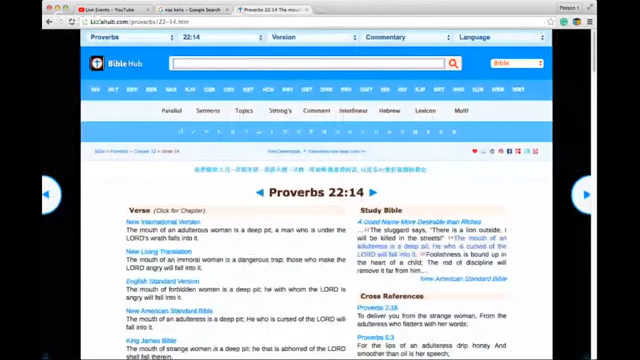 Live Events - YouTube
nas kells - Google Search
Proverbs 22:14 The mout
Person 1
biblehub.com/proverbs/22-14.htm
Proverbs 22:14 Version Commentary Language
Bible Hub
Bible
Parallel Sermons Topics Strong's Comment Interlinear Hebrew Lexicon Multi
Proverbs 22:14
Verse (Click for Chapter)
New International Version
The mouth of an adulterous woman is a deep pit; a man who is under the
LORD's wrath falls into it.
New Living Translation
The mouth of an immoral woman is a dangerous trap; those who make the
LORD angry will fall into it.
English Standard Version
The mouth of forbidden women is a deep pit; he with whom the LORD is
angry will fall into it.
New American Standard Bible
The mouth of an adulteress is a deep pit; He who is cursed of the LORD will
fall into it.
King James Bible
The mouth of strange women is a deep pit: he that is abhorred of the LORD
shall fall therein.
Study Bible
A Good Name More Desirable than Riches
…13The sluggard says, "There is a lion outside; I
will be killed in the streets!" 14The mouth of an
adulteress is a deep pit; He who is cursed of the
LORD will fall into it. 15Foolishness is bound up in
the heart of a child; The rod of discipline will
remove it far from him.…
New American Standard Bible
Cross References
Proverbs 2:16
To deliver you from the strange woman, From the
adulteress who flatters with her words;
Proverbs 5:3
For the lips of an adulteress drip honey And
smoother than oil is her speech;